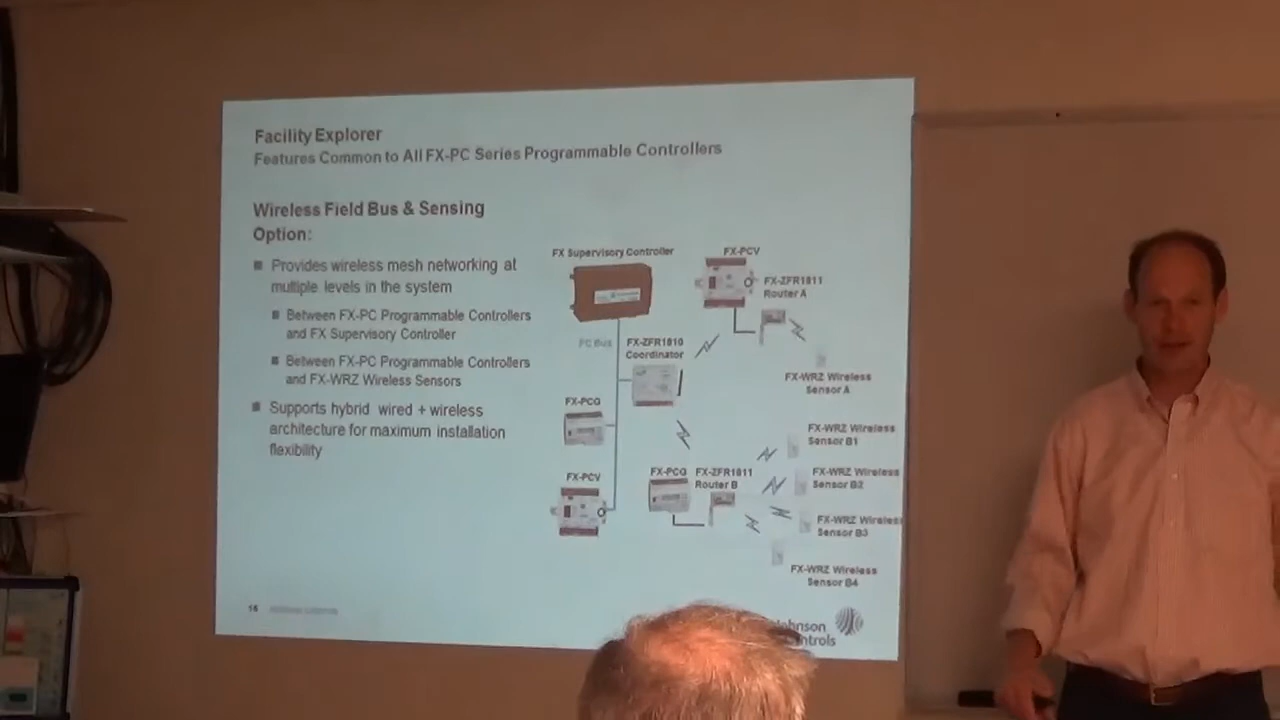 Facility Explorer
Features Common to All FX-PC Series Programmable Controllers
Wireless Field Bus & Sensing
Option:
Provides wireless mesh networking at
multiple levels in the system
Between FX-PC Programmable Controllers
and FX Supervisory Controller
Between FX-PC Programmable Controllers
and FX-WRZ Wireless Sensors
Supports hybrid wired + wireless
architecture for maximum installation
flexibility
FX Supervisory Controller
FX-PCV
FX-ZFR1811
Router A
FC Bus
FX-ZFR1810
Coordinator
FX-WRZ Wireless
Sensor A
FX-PCG
FX-WRZ Wireless
Sensor B1
FX-PCV
FX-PCG
FX-ZFR1811
Router B
FX-WRZ Wireless
Sensor B2
FX-WRZ Wireless
Sensor B3
FX-WRZ Wireless
Sensor B4
16
Johnson
ntrols